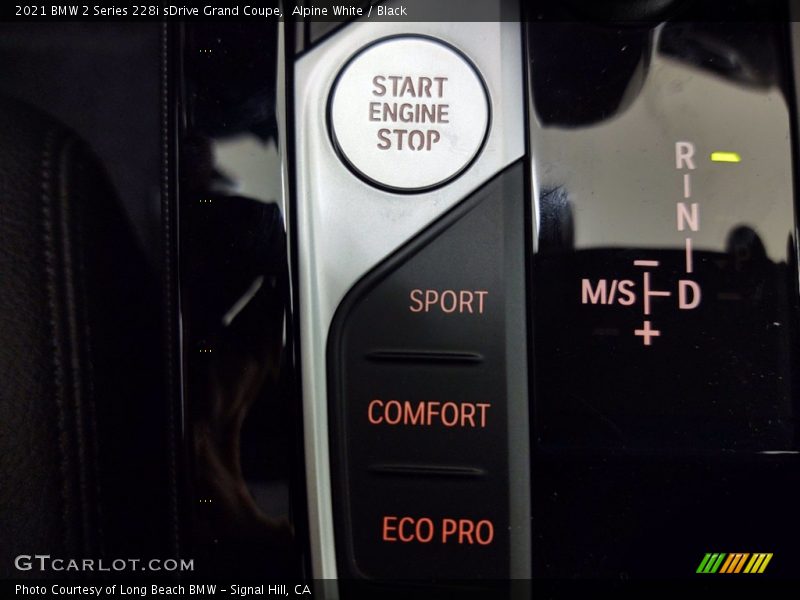 2021 BMW 2 Series 228i sDrive Grand Coupe,  Alpine White / Black
START
ENGINE
STOP
R
N
SPORT
M/S
D
–
+
COMFORT
ECO PRO
GTCARLOT.COM
Photo Courtesy of Long Beach BMW – Signal Hill, CA